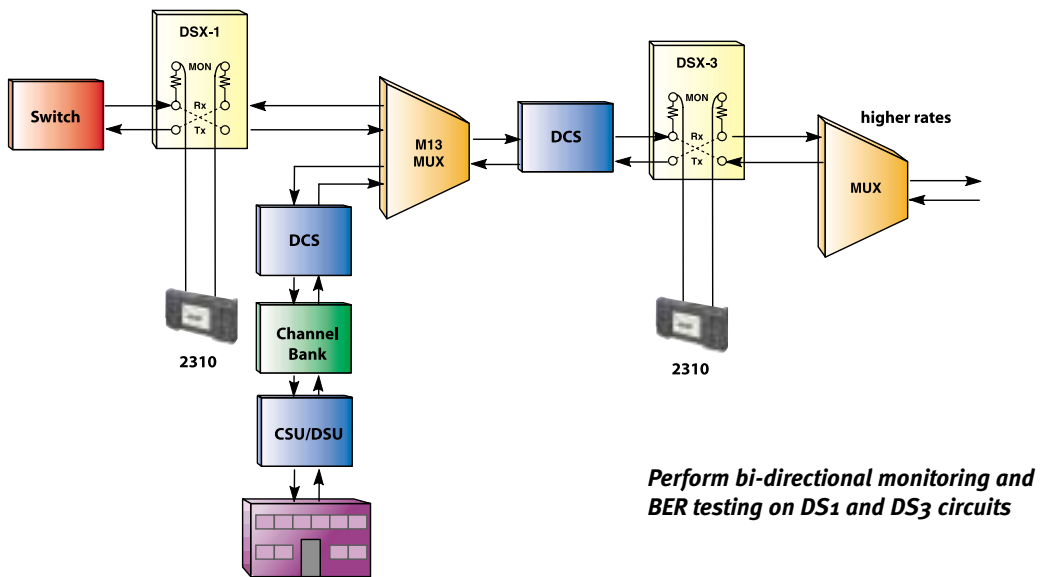 DSX-1
MON
Rx
Tx
Switch
M13
MUX
DCS
DSX-3
MON
Rx
Tx
higher rates
MUX
DCS
2310
Channel
Bank
2310
CSU/DSU
Perform bi-directional monitoring and
BER testing on DS1 and DS3 circuits